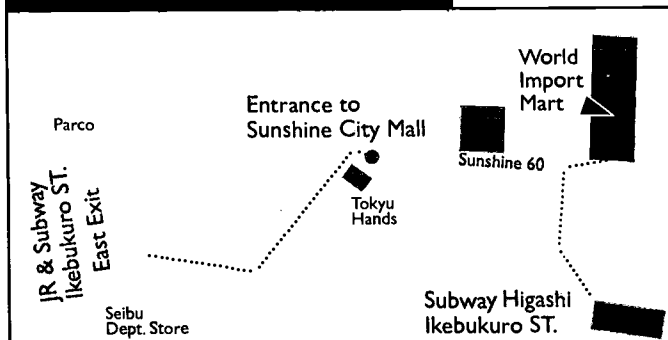 World
Import
Mart
Entrance to
Sunshine City Mall
Parco
Sunshine 60
JR & Subway
Ikebukuro ST.
East Exit
Tokyu
Hands
Subway Higashi
Ikebukuro ST.
Seibu
Dept. Store